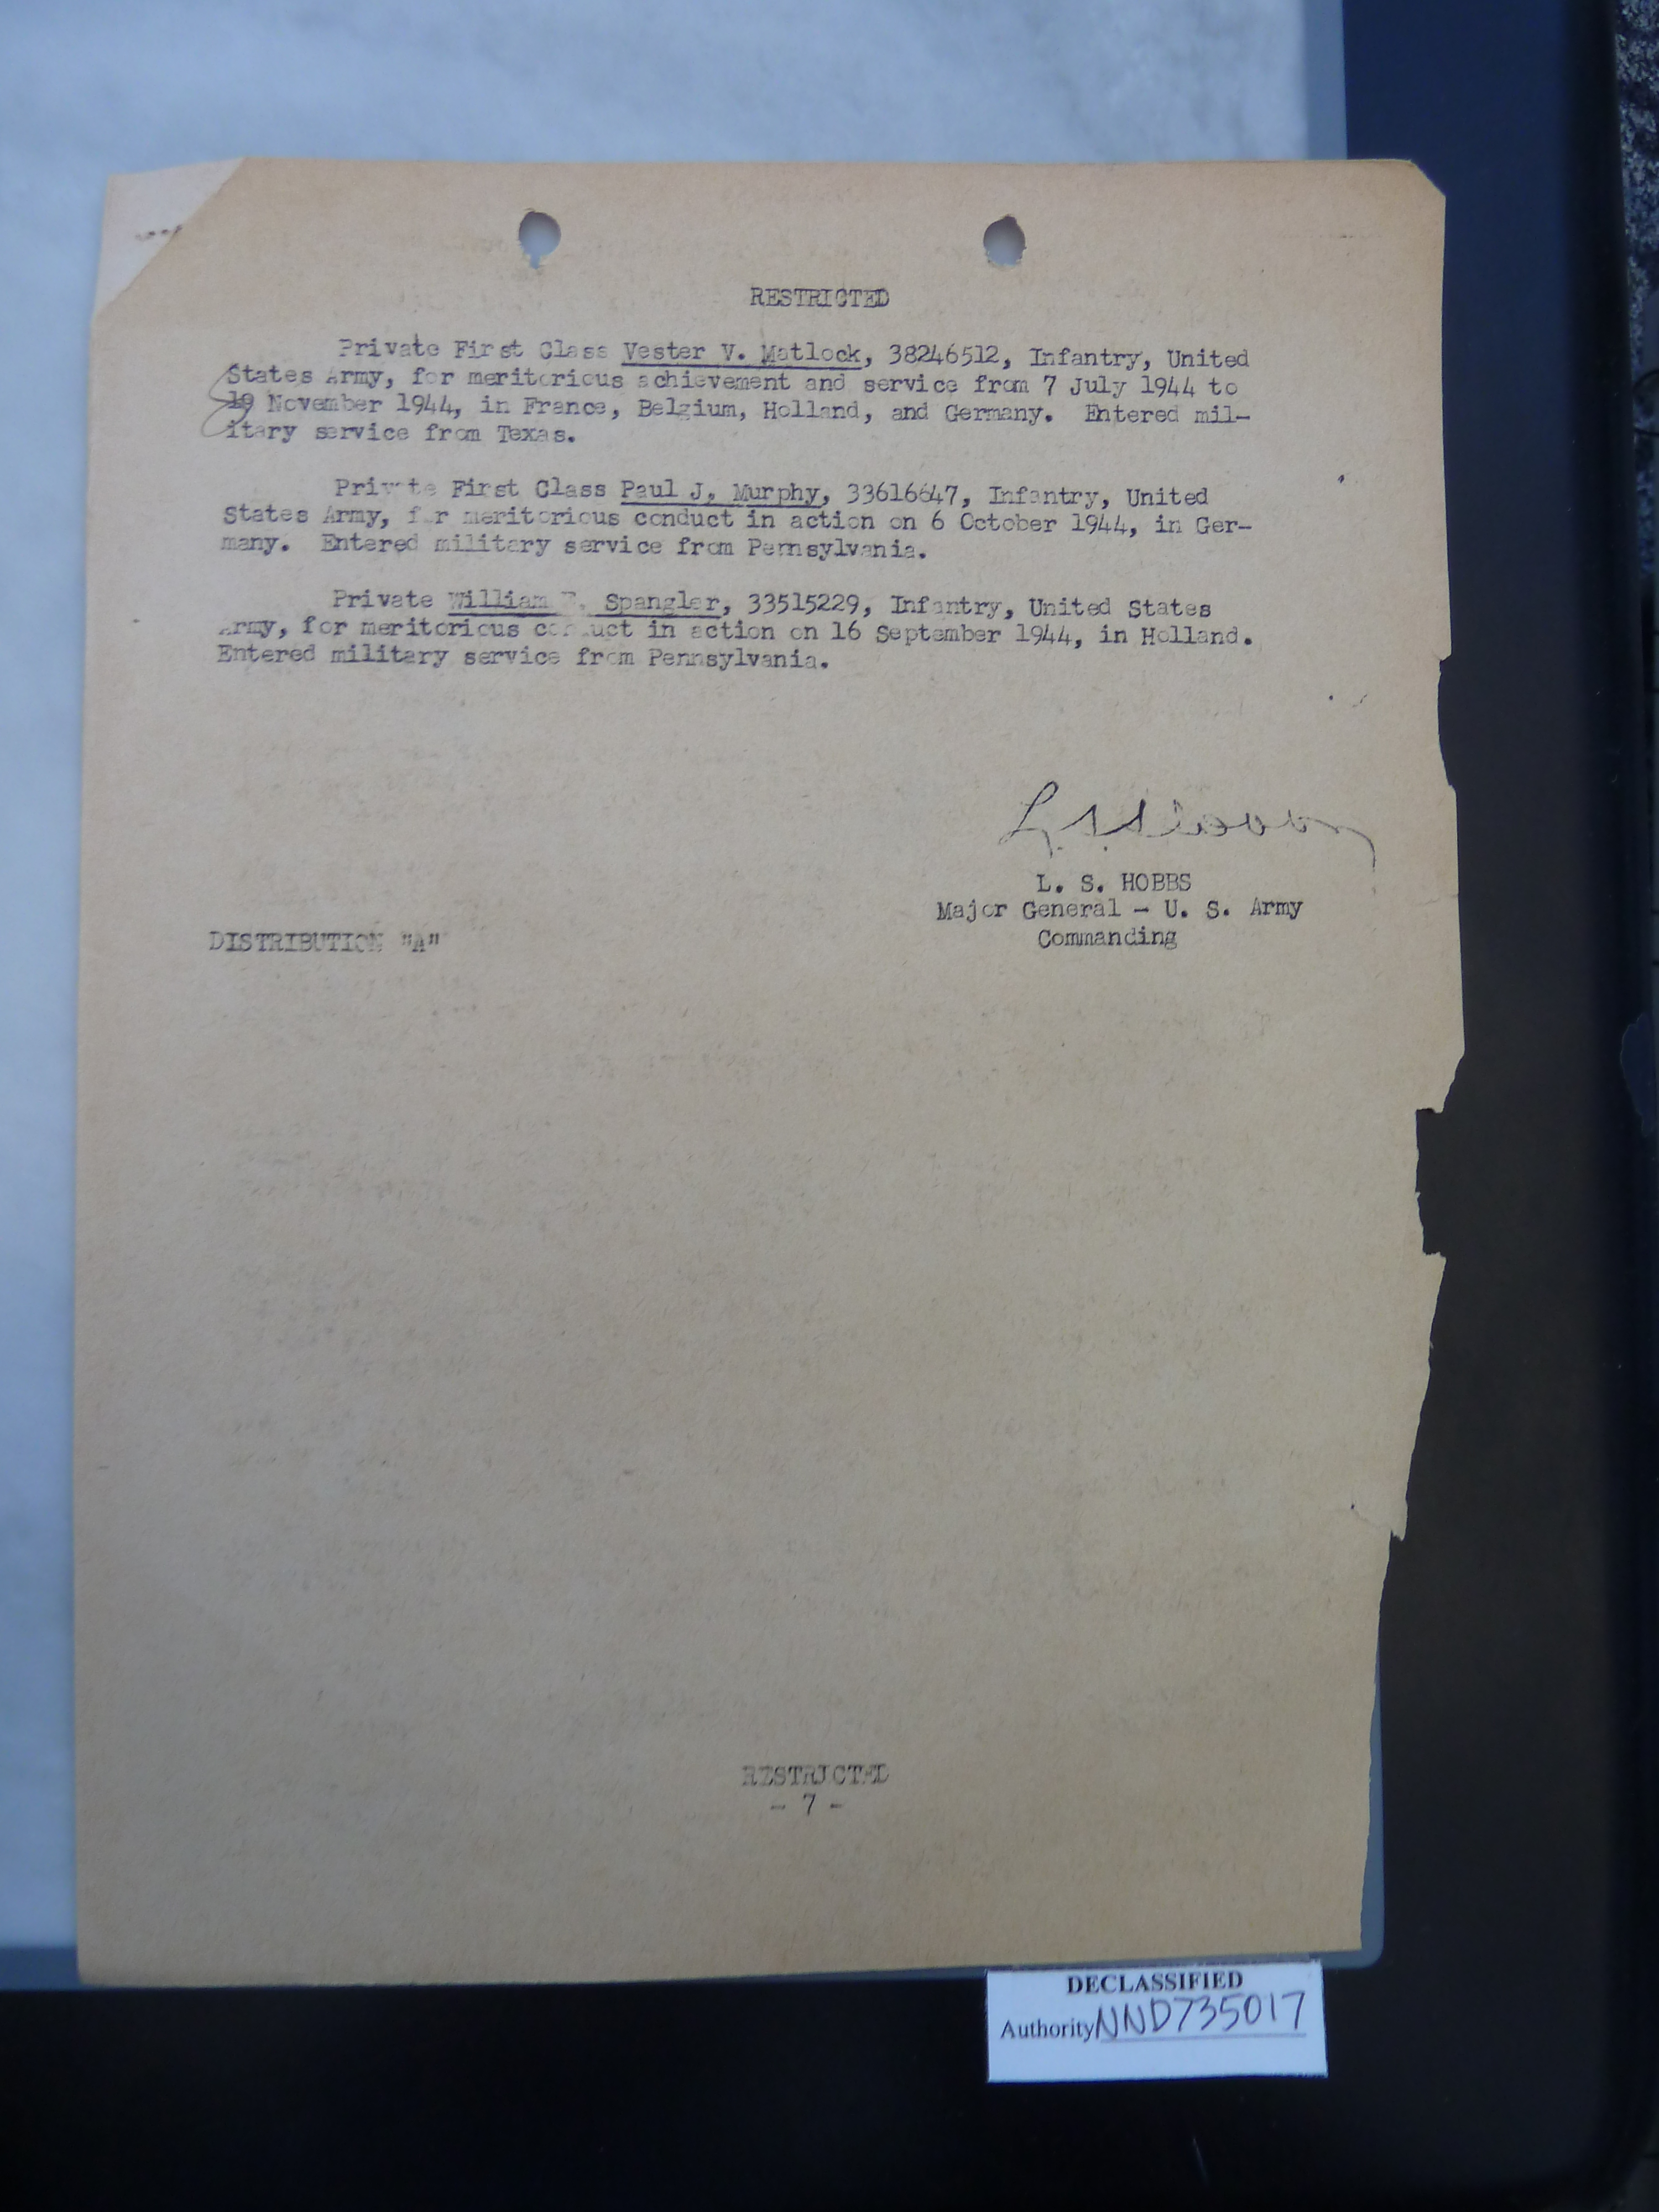 RESTRICTED
Private First Class Vester V. Matlock, 38246512, Infantry, United
States Army, for meritorious achievement and service from 7 July 1944 to
19 November 1944, in France, Belgium, Holland, and Germany. Entered mil-
itary service from Texas.
Private First Class Paul J. Murphy, 33616647, Infantry, United
States Army, for meritorious conduct in action on 6 October 1944, in Ger-
many. Entered military service from Pennsylvania.
Private William Spangler, 33515229, Infantry, United States
Army, for meritorious conduct in action on 16 September 1944, in Holland.
Entered military service from Pennsylvania.
L. S. HOBBS
Major General - U. S. Army
Commanding
DISTRIBUTION "A"
RESTRICTED
- 7 -
DECLASSIFIED
Authority NND735017